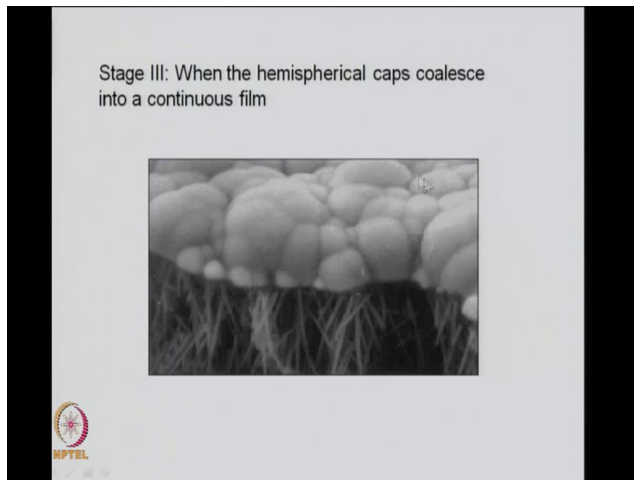 Stage III: When the hemispherical caps coalesce
into a continuous film
NPTEL